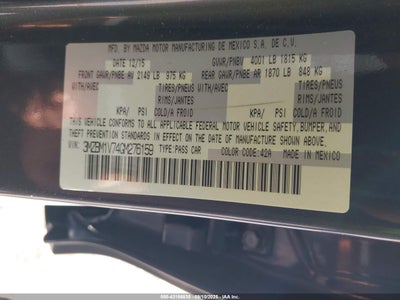 MFD. BY MAZDA MOTOR MANUFACTURING DE MEXICO S.A. DE C.V.
DATE 12/15 GVWR/PNBV 4001 LB 1815 KG
FRONT GAWR/PNBE AV 2149 LB 975 KG REAR GAWR/PNBE AR 1870 LB 848 KG
WITH/AVEC TIRES/PNEUS WITH/AVEC TIRES/PNEUS
RIMS/JANTES RIMS/JANTES
KPA( PSI COLD/A FROID KPA( PSI COLD/A FROID
THIS VEHICLE CONFORMS TO ALL APPLICABLE FEDERAL MOTOR VEHICLE SAFETY, BUMPER, AND
THEFT PREVENTION STANDARDS IN EFFECT ON THE DATE OF MANUFACTURE SHOWN ABOVE.
VIN: 3MZBM1V74GM276159 TYPE PASS CAR COLOR CODE: 42A MADE IN MEXICO
IAA, Inc.